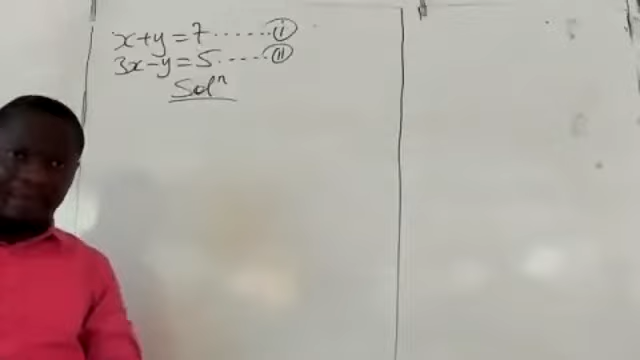 x+y=7......(i)
3x-y=5.....(ii)
Solⁿ